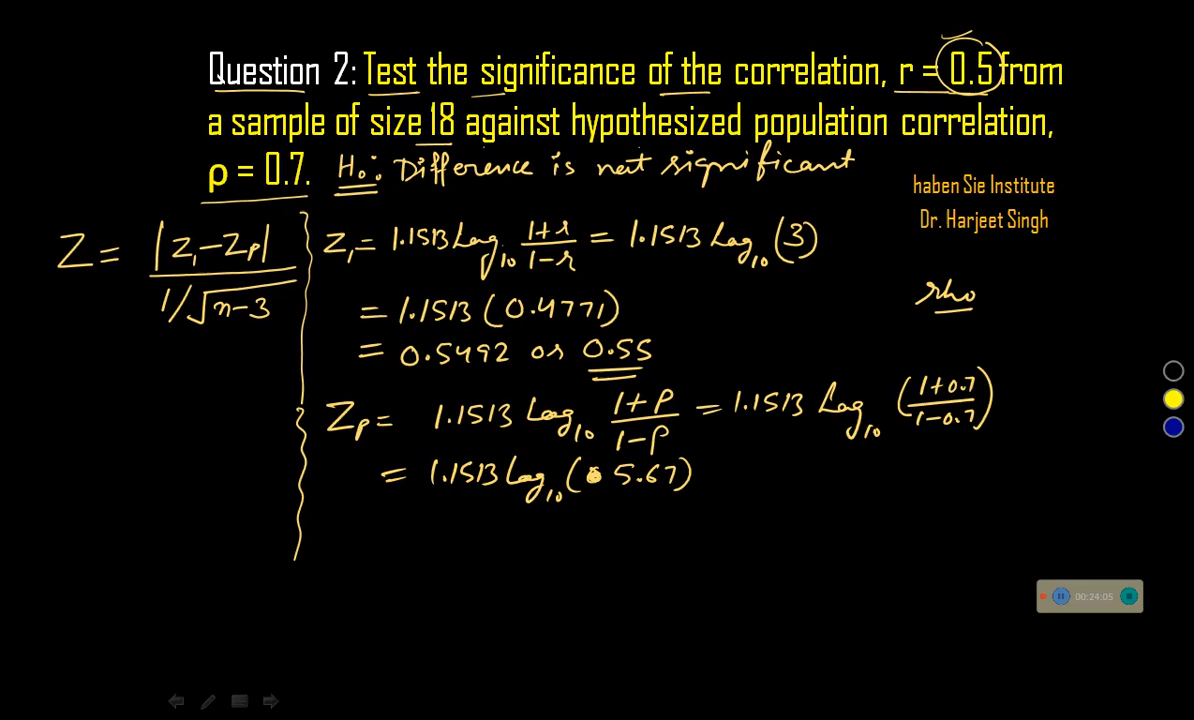 Question 2: Test the significance of the correlation, r = 0.5 from
a sample of size 18 against hypothesized population correlation,
ρ = 0.7. H₀: Difference is not significant
haben Sie Institute
Dr. Harjeet Singh
Z = |Z₁-Zρ| / 1/√n-3
Z₁ = 1.1513 Log₁₀ 1+r/1-r = 1.1513 Log₁₀ (3)
= 1.1513 (0.4771)
= 0.5492 or 0.55
rho
Zρ = 1.1513 Log₁₀ 1+ρ/1-ρ = 1.1513 Log₁₀ (1+0.7/1-0.7)
= 1.1513 Log₁₀ (5.67)
00:24:05